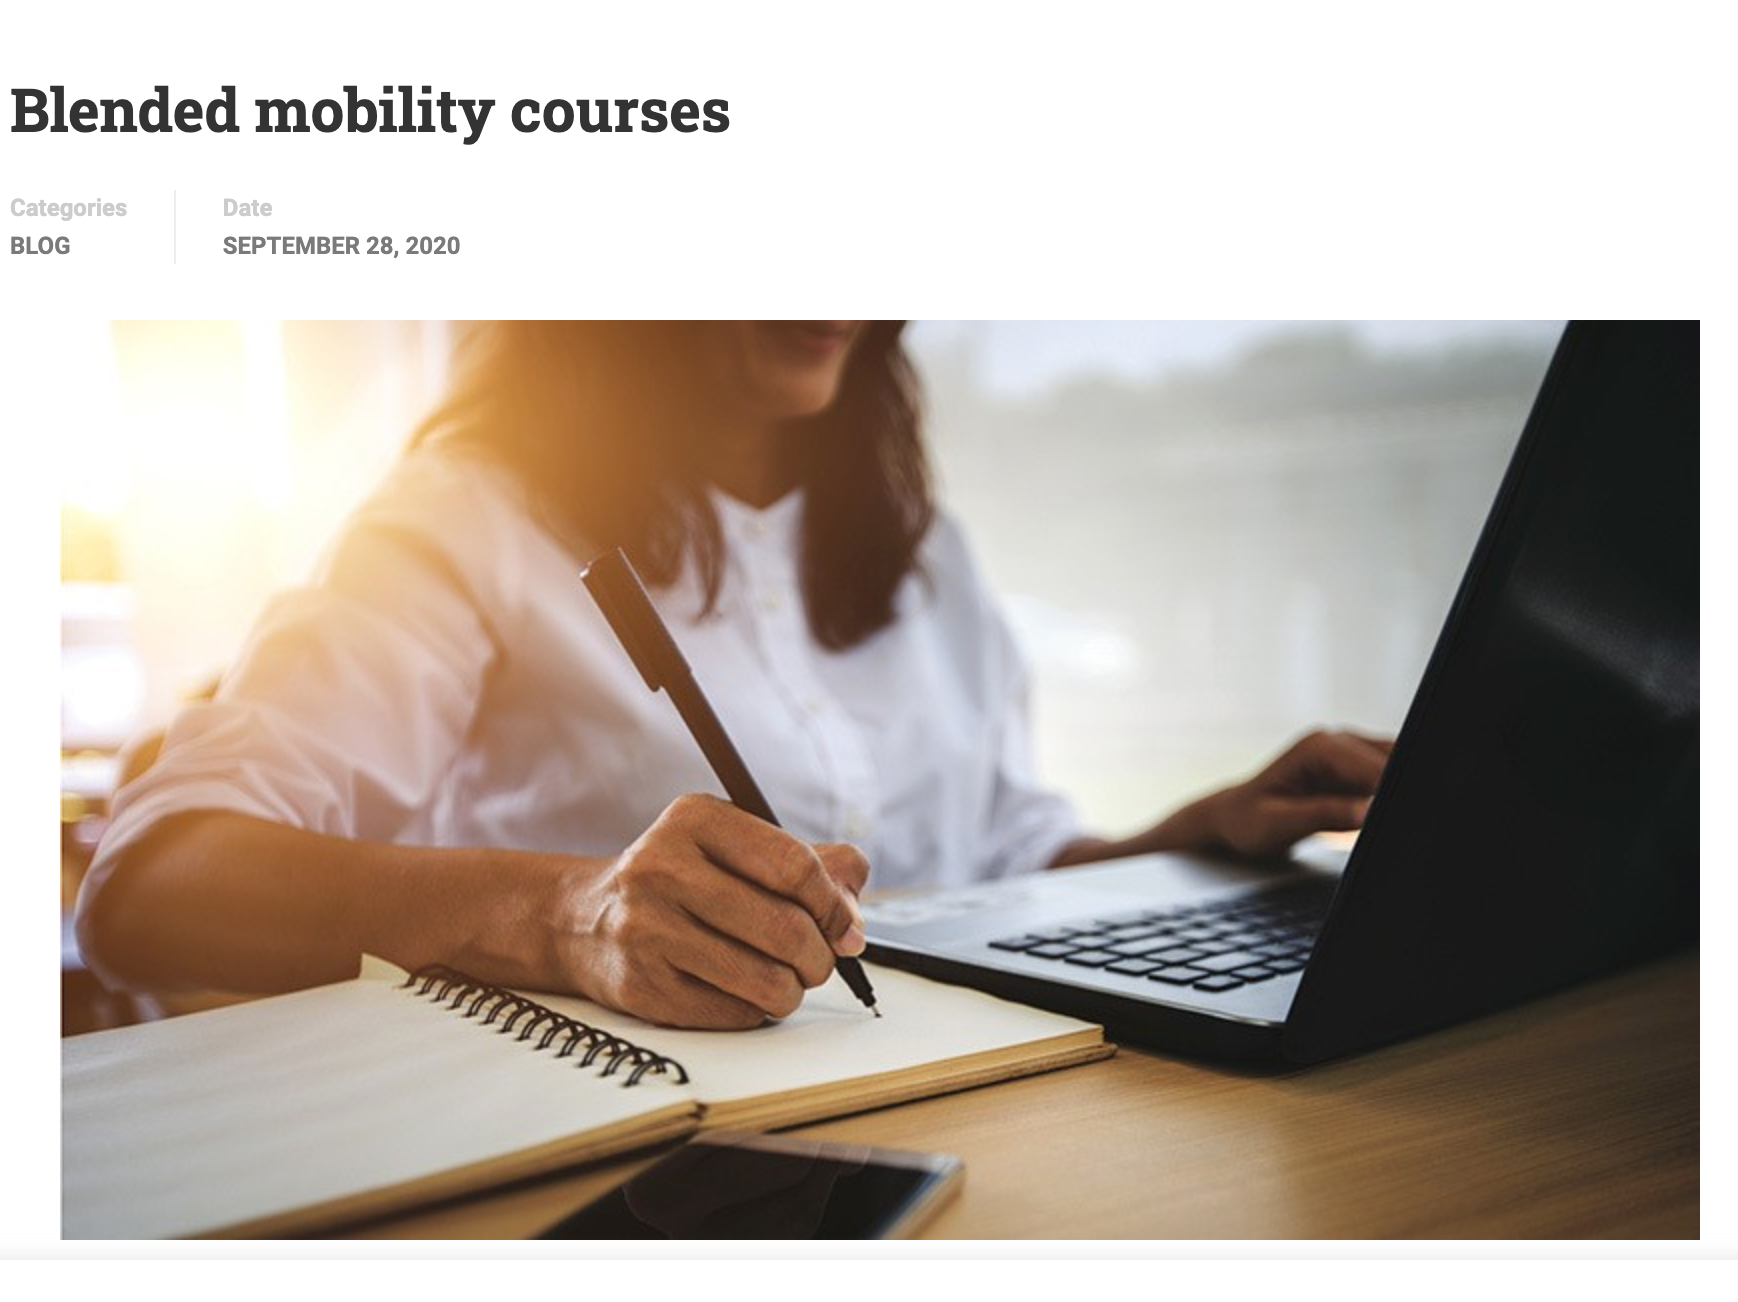 Blended mobility courses
Categories
Date
BLOG
SEPTEMBER 28, 2020